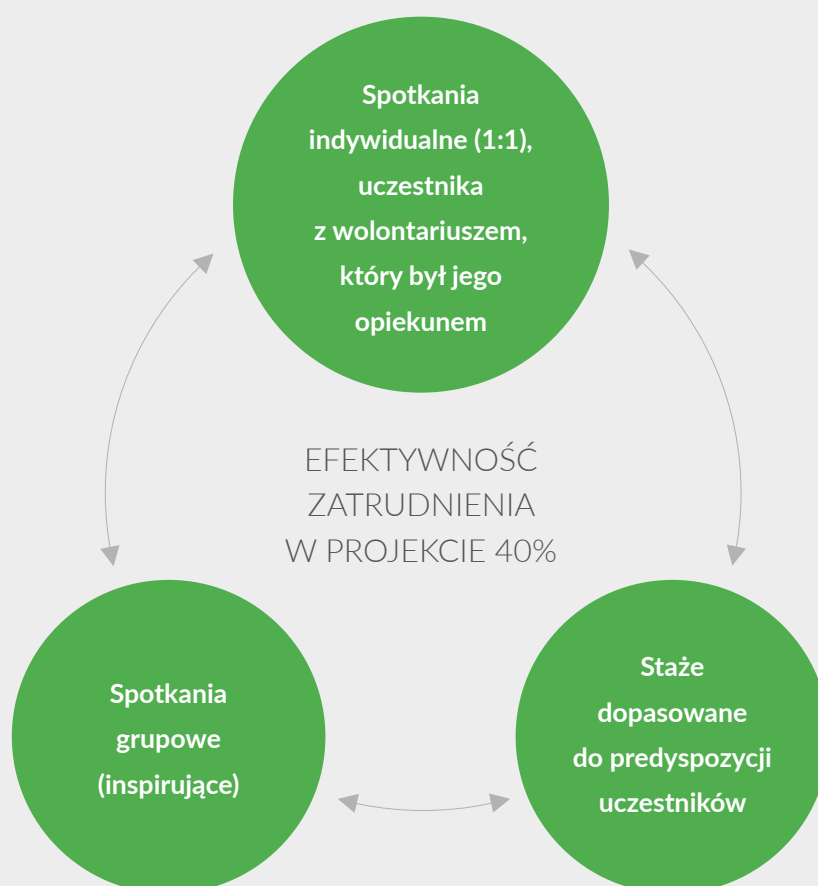 Spotkania
indywidualne (1:1),
uczestnika
z wolontariuszem,
który był jego
opiekunem
EFEKTYWNOŚĆ
ZATRUDNIENIA
W PROJEKCIE 40%
Spotkania
grupowe
(inspirujące)
Staże
dopasowane
do predyspozycji
uczestników